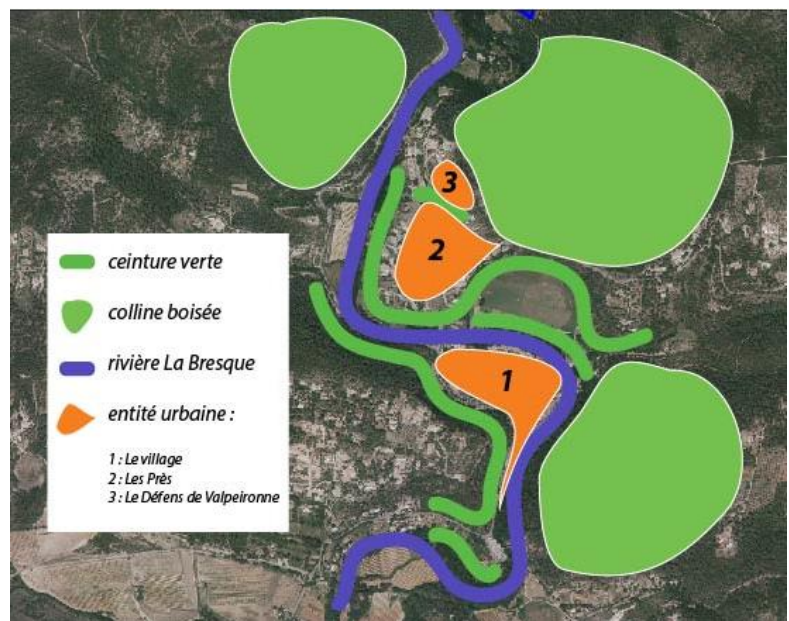 3
2
1
ceinture verte
colline boisée
rivière La Bresque
entité urbaine :
1 : Le village
2 : Les Près
3 : Le Défens de Valpeironne